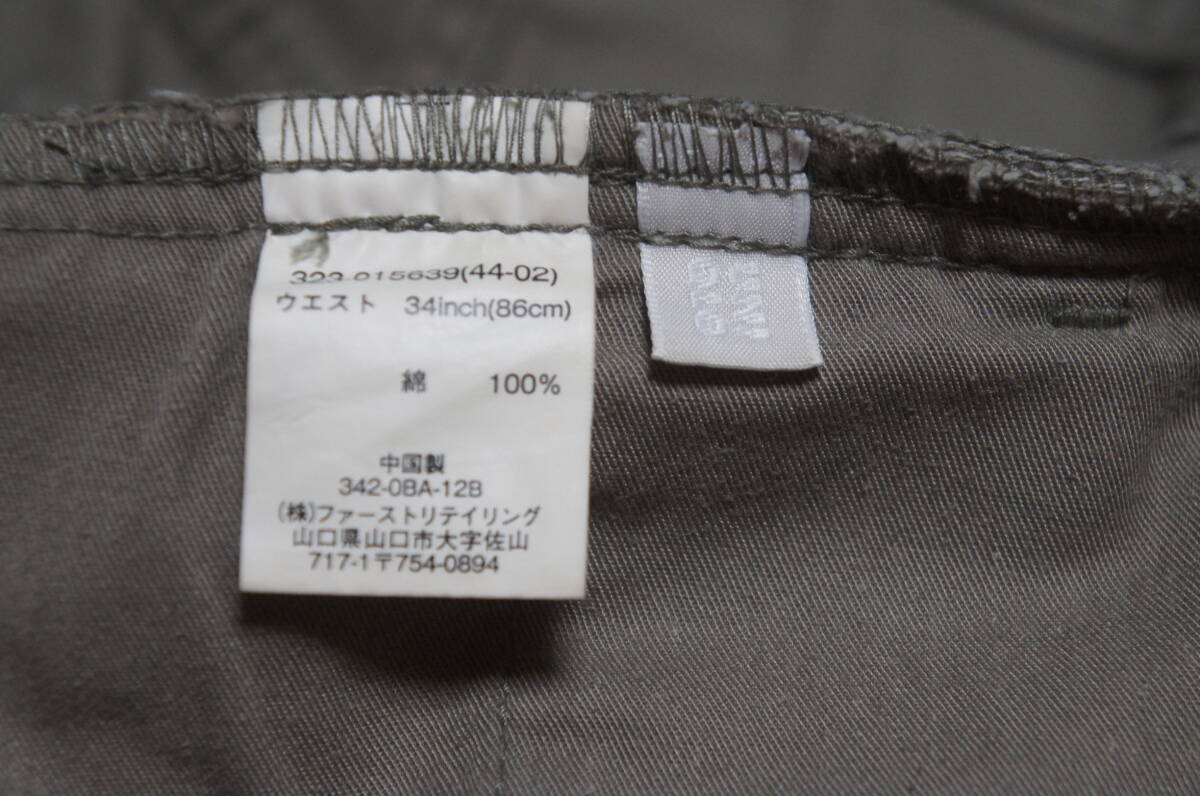 323-015639(44-02)
ウエスト 34inch(86cm)
綿 100%
中国製
342-0BA-12B
(株)ファーストリテイリング
山口県山口市大字佐山
717-1〒754-0894